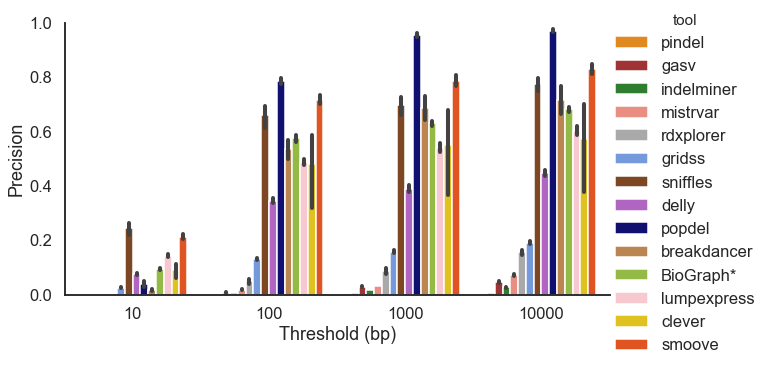 tool
pindel
gasv
indelminer
mistrvar
rdxplorer
gridss
sniffles
delly
popdel
breakdancer
BioGraph*
lumpexpress
clever
smoove
Precision
1.0
0.8
0.6
0.4
0.2
0.0
10 100 1000 10000
Threshold (bp)